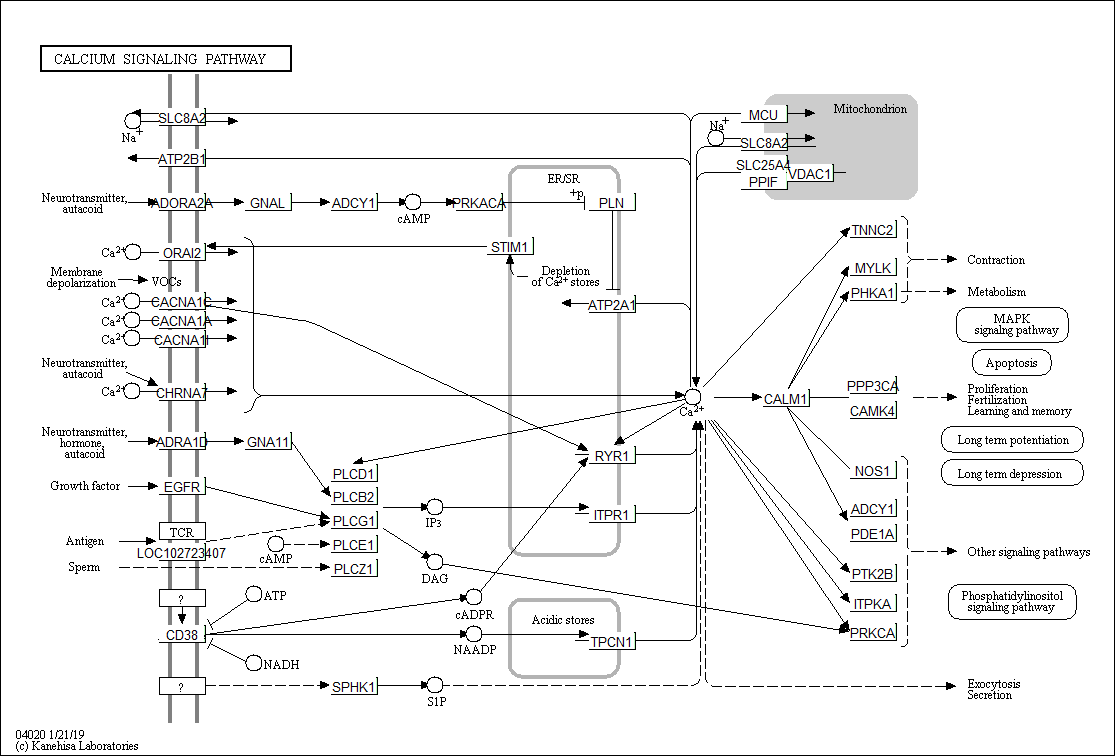 CALCIUM SIGNALING PATHWAY
SLC8A2
Na+
ATP2B1
Neurotransmitter,
autacoid
ADORA2A
GNAL
ADCY1
cAMP
PRKACA
ER/SR
+p
PLN
MCU
Mitochondrion
Na+
SLC8A2
SLC25A4
PPIF
VDAC1
Ca2+
ORAI2
STIM1
Membrane
depolarization
VOCs
Depletion
of Ca2+ stores
Ca2+
CACNA1C
Ca2+
CACNA1A
Ca2+
CACNA1I
ATP2A1
Neurotransmitter,
autacoid
Ca2+
CHRNA7
Ca2+
CALM1
TNNC2
MYLK
PHKA1
Contraction
Metabolism
MAPK
signaling pathway
Apoptosis
PPP3CA
CAMK4
Proliferation
Fertilization
Learning and memory
Long term potentiation
Long term depression
Neurotransmitter,
hormone,
autacoid
ADRA1D
GNA11
RYR1
PLCD1
Growth factor
EGFR
PLCB2
PLCG1
IP3
ITPR1
NOS1
ADCY1
PDE1A
Antigen
TCR
LOC102723407
cAMP
PLCE1
Sperm
PLCZ1
DAG
Other signaling pathways
PTK2B
ITPKA
PRKCA
Phosphatidylinositol
signaling pathway
?
ATP
cADPR
CD38
NAADP
Acidic stores
TPCN1
NADH
?
SPHK1
S1P
Exocytosis
Secretion
04020 1/21/19
(c) Kanehisa Laboratories